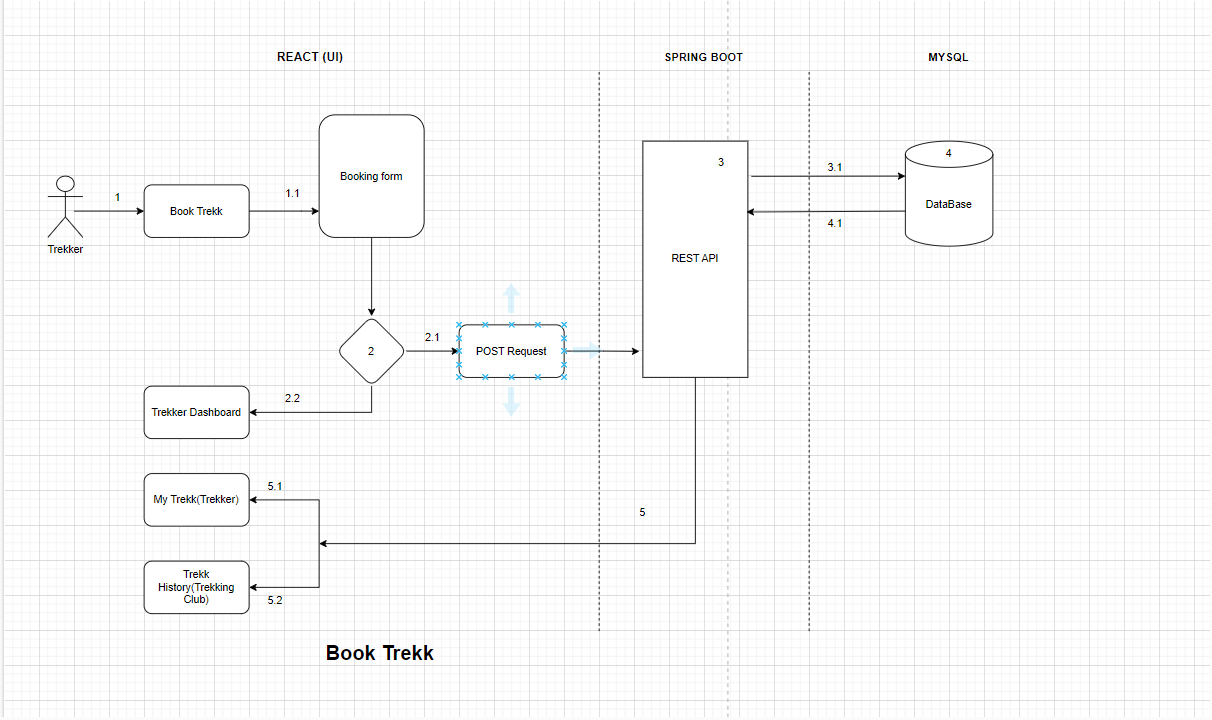 REACT (UI)
SPRING BOOT
MYSQL
Booking form
3
3.1
4
1
1.1
Book Trekk
DataBase
4.1
Trekker
REST API
2
2.1
POST Request
2.2
Trekker Dashboard
My Trekk(Trekker)
5.1
5
Trekk
History(Trekking
Club)
5.2
Book Trekk